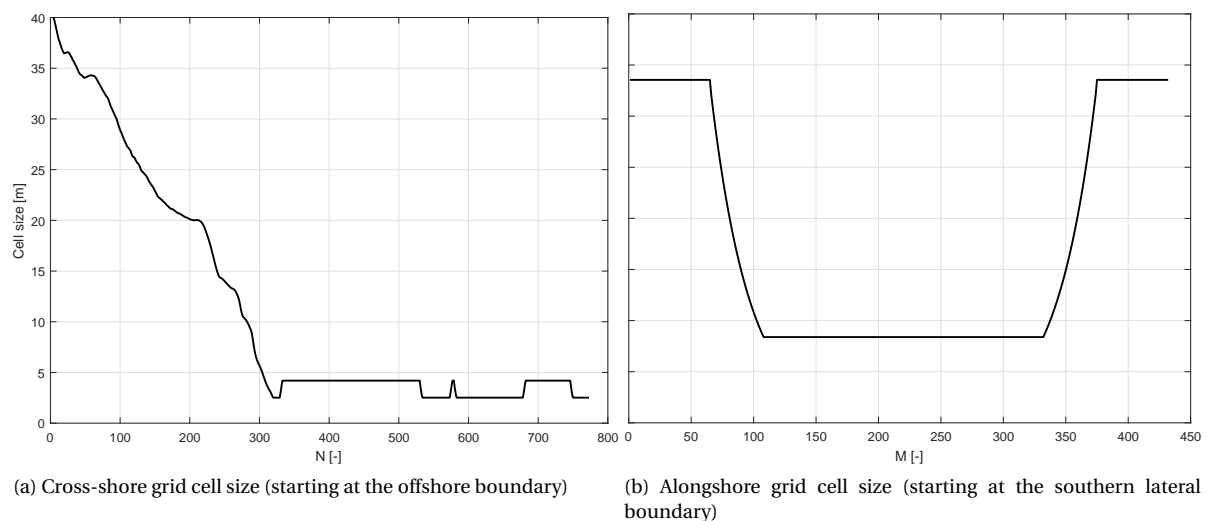 40
35
30
25
20
15
10
5
0
Cell size [m]
0 100 200 300 400 500 600 700 800
N [-]
0 50 100 150 200 250 300 350 400 450
M [-]
(a) Cross-shore grid cell size (starting at the offshore boundary)
(b) Alongshore grid cell size (starting at the southern lateral
boundary)